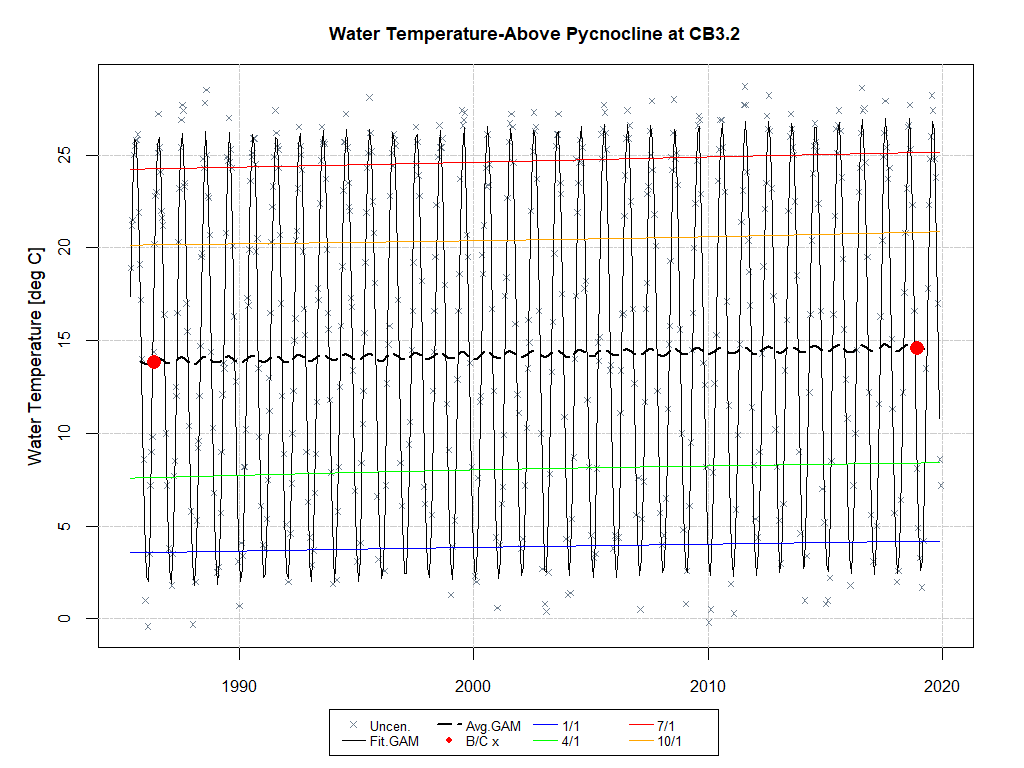 Water Temperature-Above Pycnocline at CB3.2
Water Temperature [deg C]
25
20
15
10
5
0
1990 2000 2010 2020
Uncen. Avg.GAM 1/1 7/1
Fit.GAM B/C x 4/1 10/1